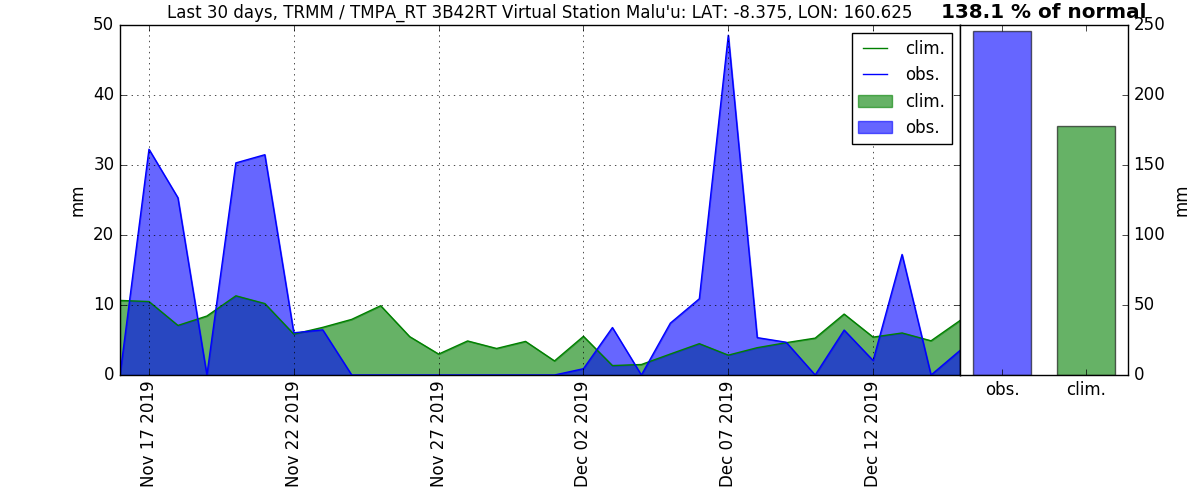 Last 30 days, TRMM / TMPA_RT 3B42RT Virtual Station Malu'u: LAT: -8.375, LON: 160.625
138.1 % of normal
50
40
30
20
10
0
mm
clim.
obs.
clim.
obs.
250
200
150
100
50
0
mm
Nov 17 2019
Nov 22 2019
Nov 27 2019
Dec 02 2019
Dec 07 2019
Dec 12 2019
obs.
clim.